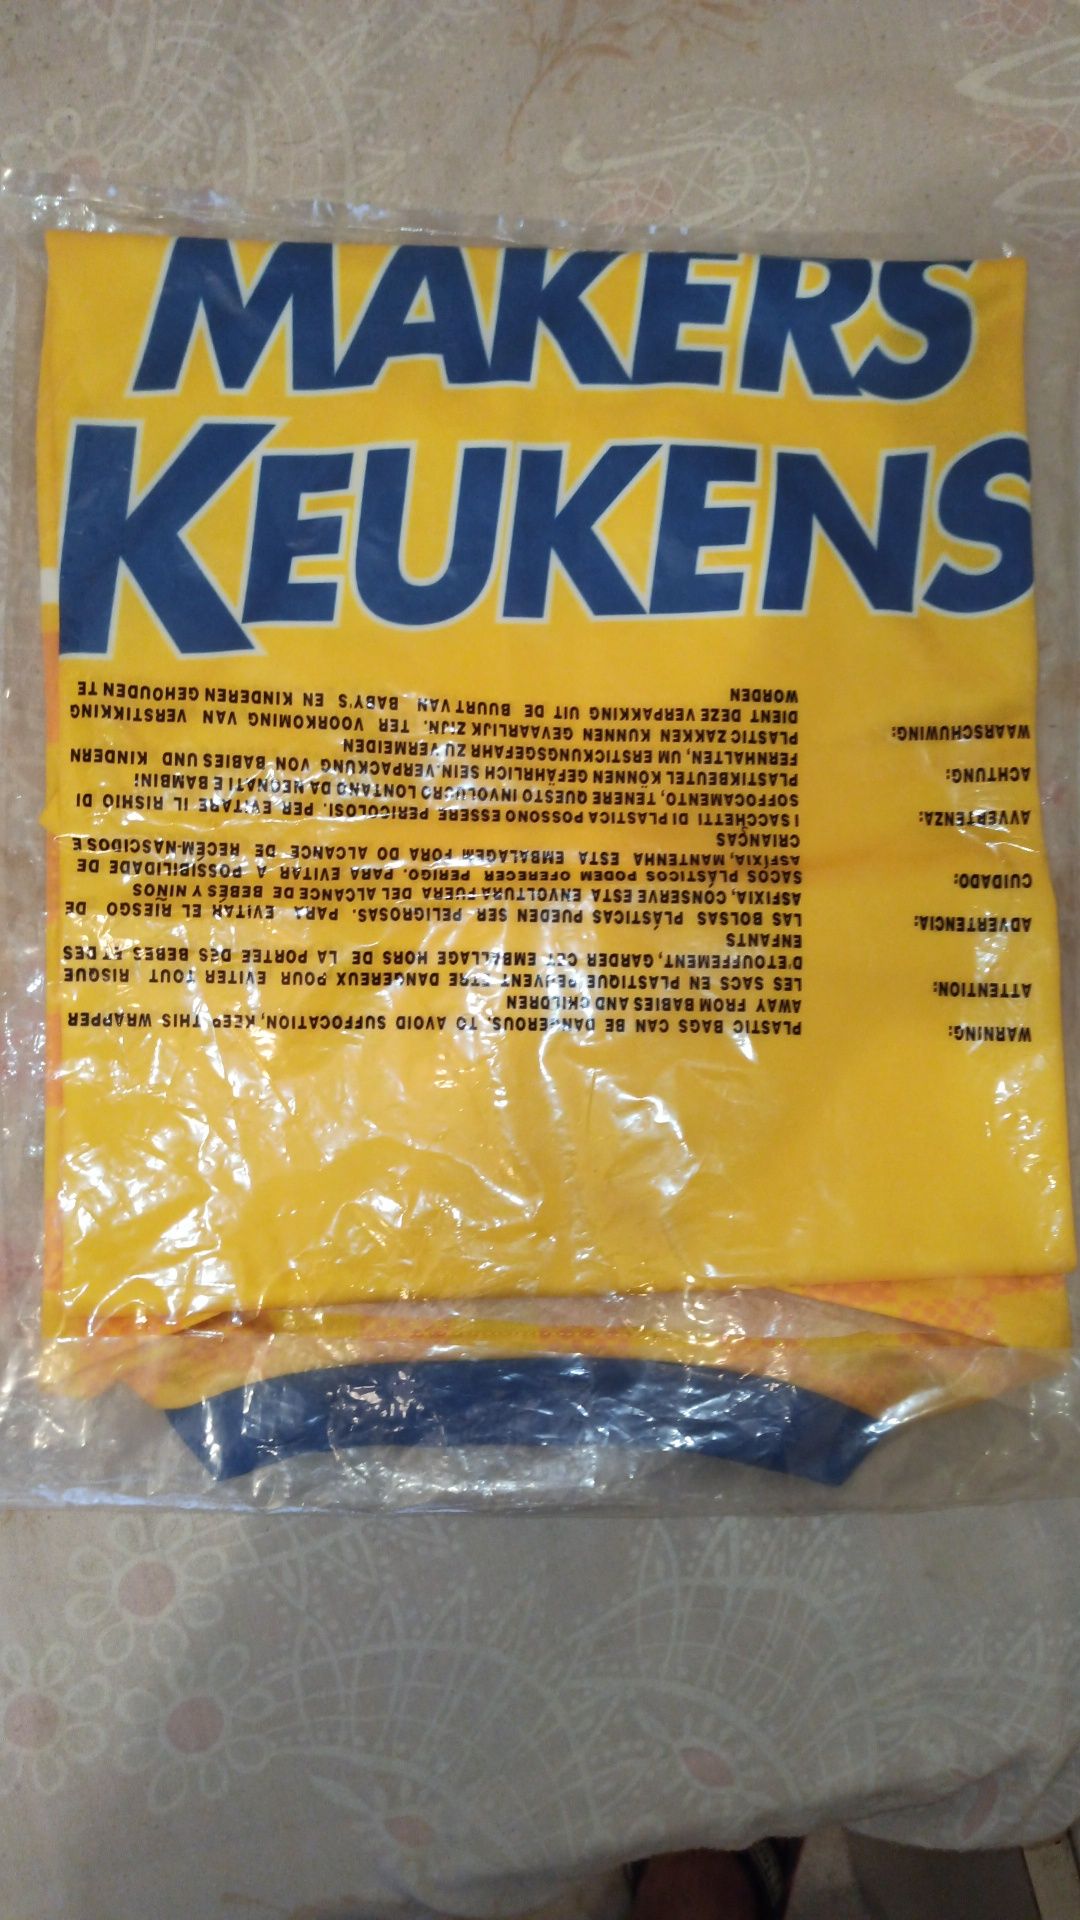 MAKERS
KEUKENS
WARNING: PLASTIC BAGS CAN BE DANGEROUS. TO AVOID SUFFOCATION, KEEP THIS WRAPPER
AWAY FROM BABIES AND CHILDREN
ATTENTION: LES SACS EN PLASTIQUE PEUVENT ETRE DANGEREUX POUR EVITER TOUT RISQUE
D'ETOUFFEMENT, GARDER CET EMBALLAGE HORS DE LA PORTEE DES BEBES ET DES
ENFANTS
ADVERTENCIA: LAS BOLSAS PLÁSTICAS PUEDEN SER PELIGROSAS. PARA EVITAR EL RIESGO DE
ASFIXIA, CONSERVE ESTA ENVOLTURA FUERA DEL ALCANCE DE BEBÉS Y NIÑOS
CUIDADO: SACOS PLÁSTICOS PODEM OFERECER PERIGO. PARA EVITAR A POSSIBILIDADE DE
ASFÍXIA, MANTENHA ESTA EMBALAGEM FORA DO ALCANCE DE RECÉM-NASCIDOS E
CRIANÇAS
AVVERTENZA: I SACCHETTI DI PLASTICA POSSONO ESSERE PERICOLOSI. PER EVITARE IL RISHIO DI
SOFFOCAMENTO, TENERE QUESTO INVOLUCRO LONTANO DA NEONATI E BAMBINI!
ACHTUNG: PLASTIKBEUTEL KÖNNEN GEFÄHRLICH SEIN. VERPACKUNG VON BABIES UND KINDERN
FERNHALTEN, UM ERSTICKUNGSGEFAHR ZU VERMEIDEN
WAARSCHUWING: PLASTIC ZAKKEN KUNNEN GEVAARLIJK ZIJN. TER VOORKOMING VAN VERSTIKKING
DIENT DEZE VERPAKKING UIT DE BUURT VAN BABY'S EN KINDEREN GEHOUDEN TE
WORDEN